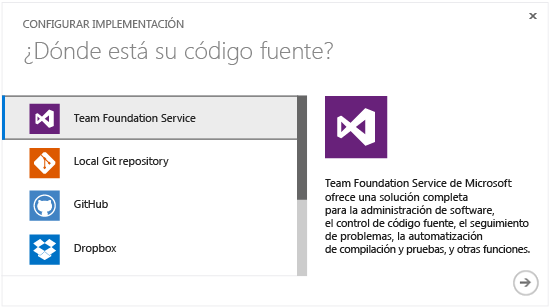 CONFIGURAR IMPLEMENTACIÓN
¿Dónde está su código fuente?
Team Foundation Service
Local Git repository
GitHub
Dropbox
Team Foundation Service de Microsoft
ofrece una solución completa
para la administración de software,
el control de código fuente, el seguimiento
de problemas, la automatización
de compilación y pruebas, y otras funciones.